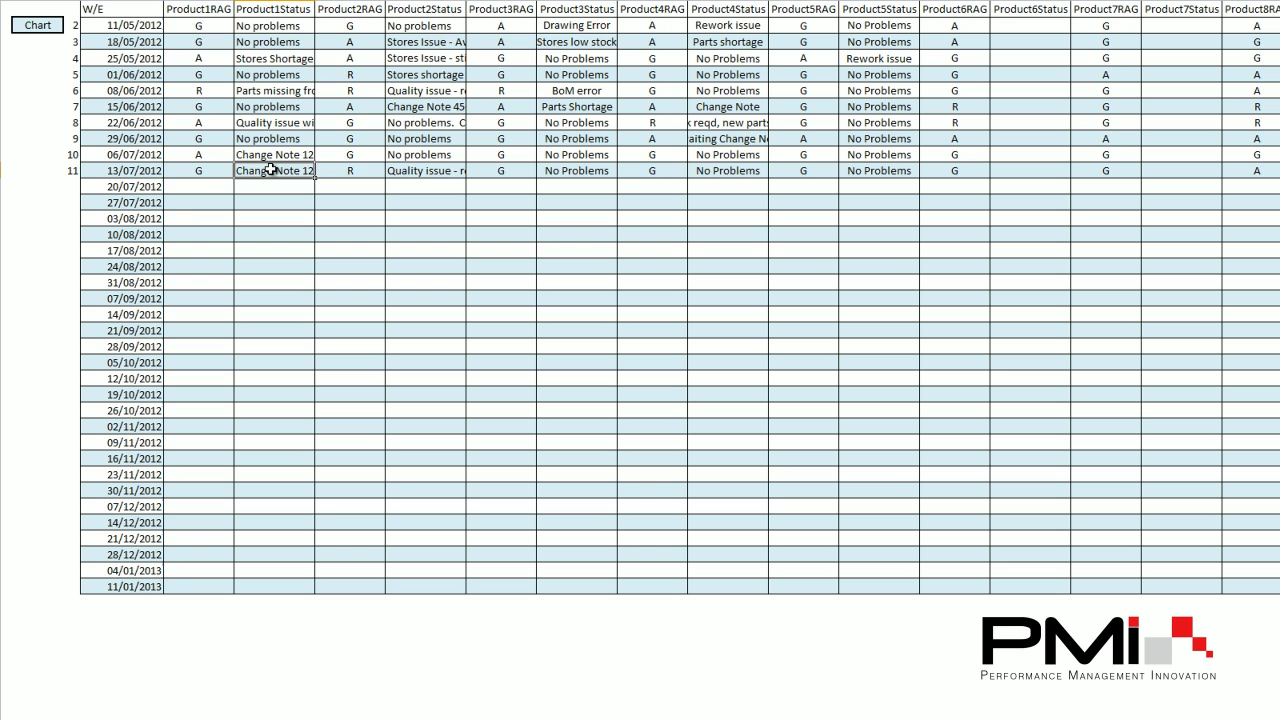 W/E Product1RAG Product1Status Product2RAG Product2Status Product3RAG Product3Status Product4RAG Product4Status Product5RAG Product5Status Product6RAG Product6Status Product7RAG Product7Status Product8RA
Chart 2 11/05/2012 G No problems G No problems A Drawing Error A Rework issue G No Problems A G A
3 18/05/2012 G No problems A Stores Issue - Av A Stores low stock A Parts shortage G No Problems A G G
4 25/05/2012 A Stores Shortage A Stores Issue - sti G No Problems G No Problems A Rework issue G G G
5 01/06/2012 G No problems R Stores shortage G No Problems G No Problems G No Problems G A A
6 08/06/2012 R Parts missing fro R Quality issue - r R BoM error G No Problems G No Problems G G G
7 15/06/2012 G No problems A Change Note 45 A Parts Shortage A Change Note G No Problems R G R
8 22/06/2012 A Quality issue wi G No problems. C G No Problems R k reqd, new parts G No Problems R G R
9 29/06/2012 G No problems G No problems G No Problems A aiting Change N G No Problems A A A
10 06/07/2012 A Change Note 12 G No problems G No Problems G No Problems G No Problems G G G
11 13/07/2012 G Change Note 12 R Quality issue - r G No Problems G No Problems G No Problems G G A
20/07/2012
27/07/2012
03/08/2012
10/08/2012
17/08/2012
24/08/2012
31/08/2012
07/09/2012
14/09/2012
21/09/2012
28/09/2012
05/10/2012
12/10/2012
19/10/2012
26/10/2012
02/11/2012
09/11/2012
16/11/2012
23/11/2012
30/11/2012
07/12/2012
14/12/2012
21/12/2012
28/12/2012
04/01/2013
11/01/2013
PMi
Performance Management Innovation